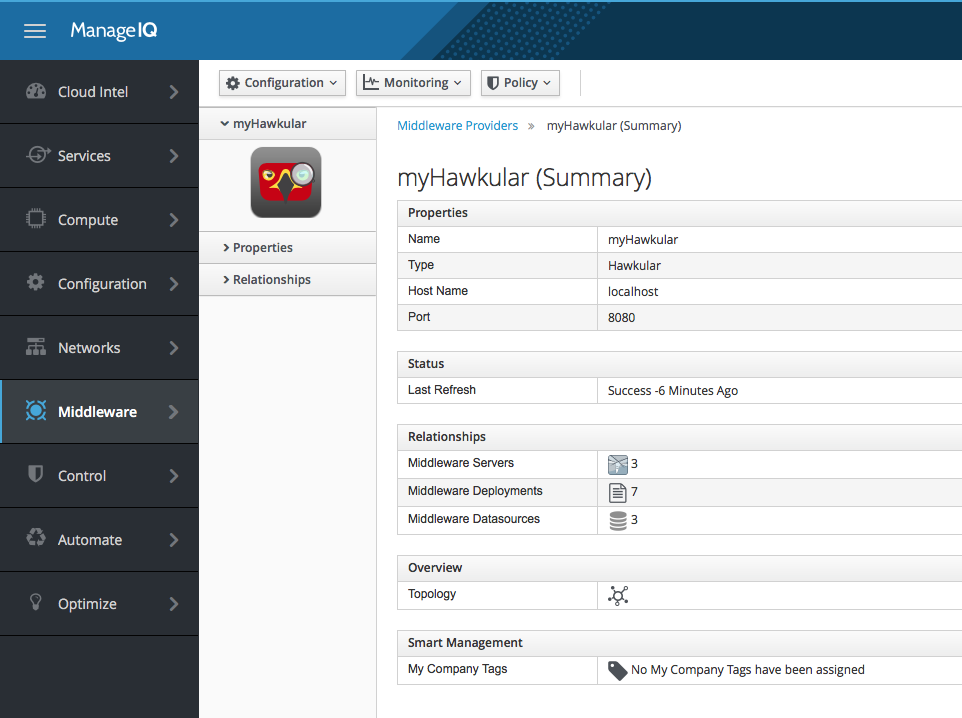 ManageIQ
Cloud Intel
Services
Compute
Configuration
Networks
Middleware
Control
Automate
Optimize
Configuration Monitoring Policy
myHawkular
Properties
Relationships
Middleware Providers » myHawkular (Summary)
myHawkular (Summary)
Properties
Name myHawkular
Type Hawkular
Host Name localhost
Port 8080
Status
Last Refresh Success -6 Minutes Ago
Relationships
Middleware Servers 3
Middleware Deployments 7
Middleware Datasources 3
Overview
Topology
Smart Management
My Company Tags No My Company Tags have been assigned